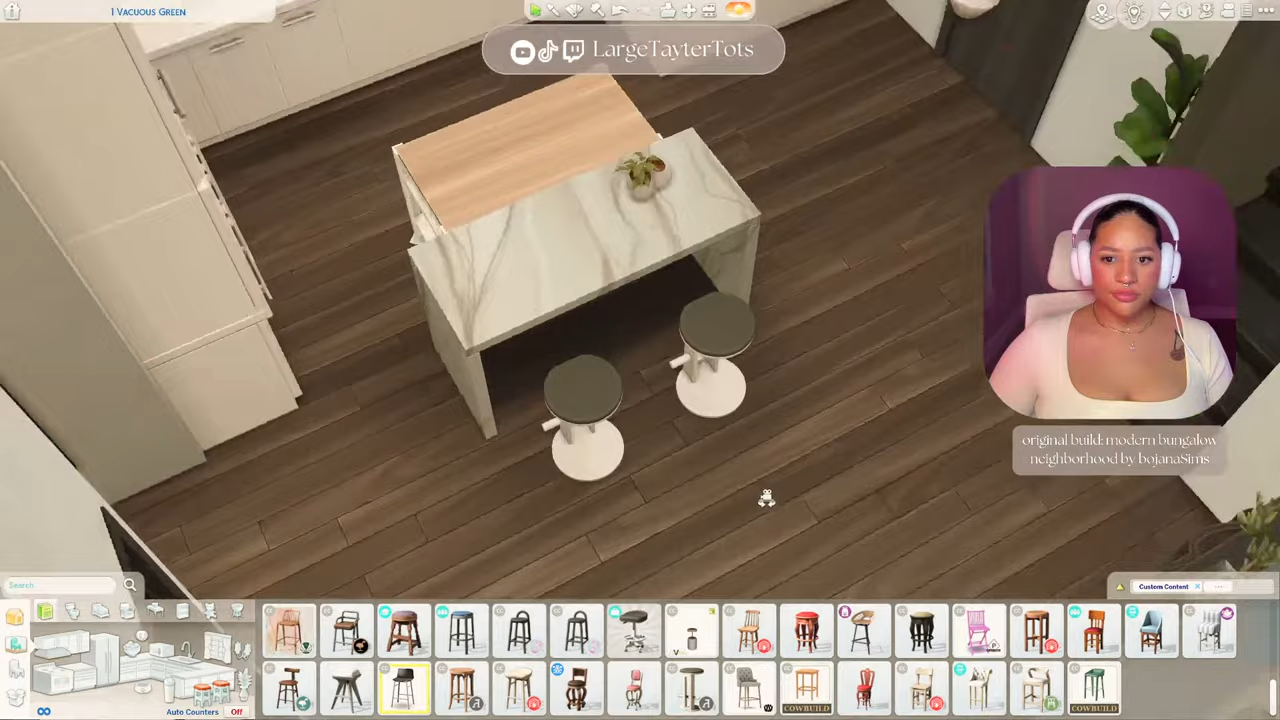 1 Vacuous Green
LargeTayterTots
original build: modern bungalow
neighborhood by bojanaSims
Search
Custom Content
COWBUILD
COWBUILD
Auto Counters Off